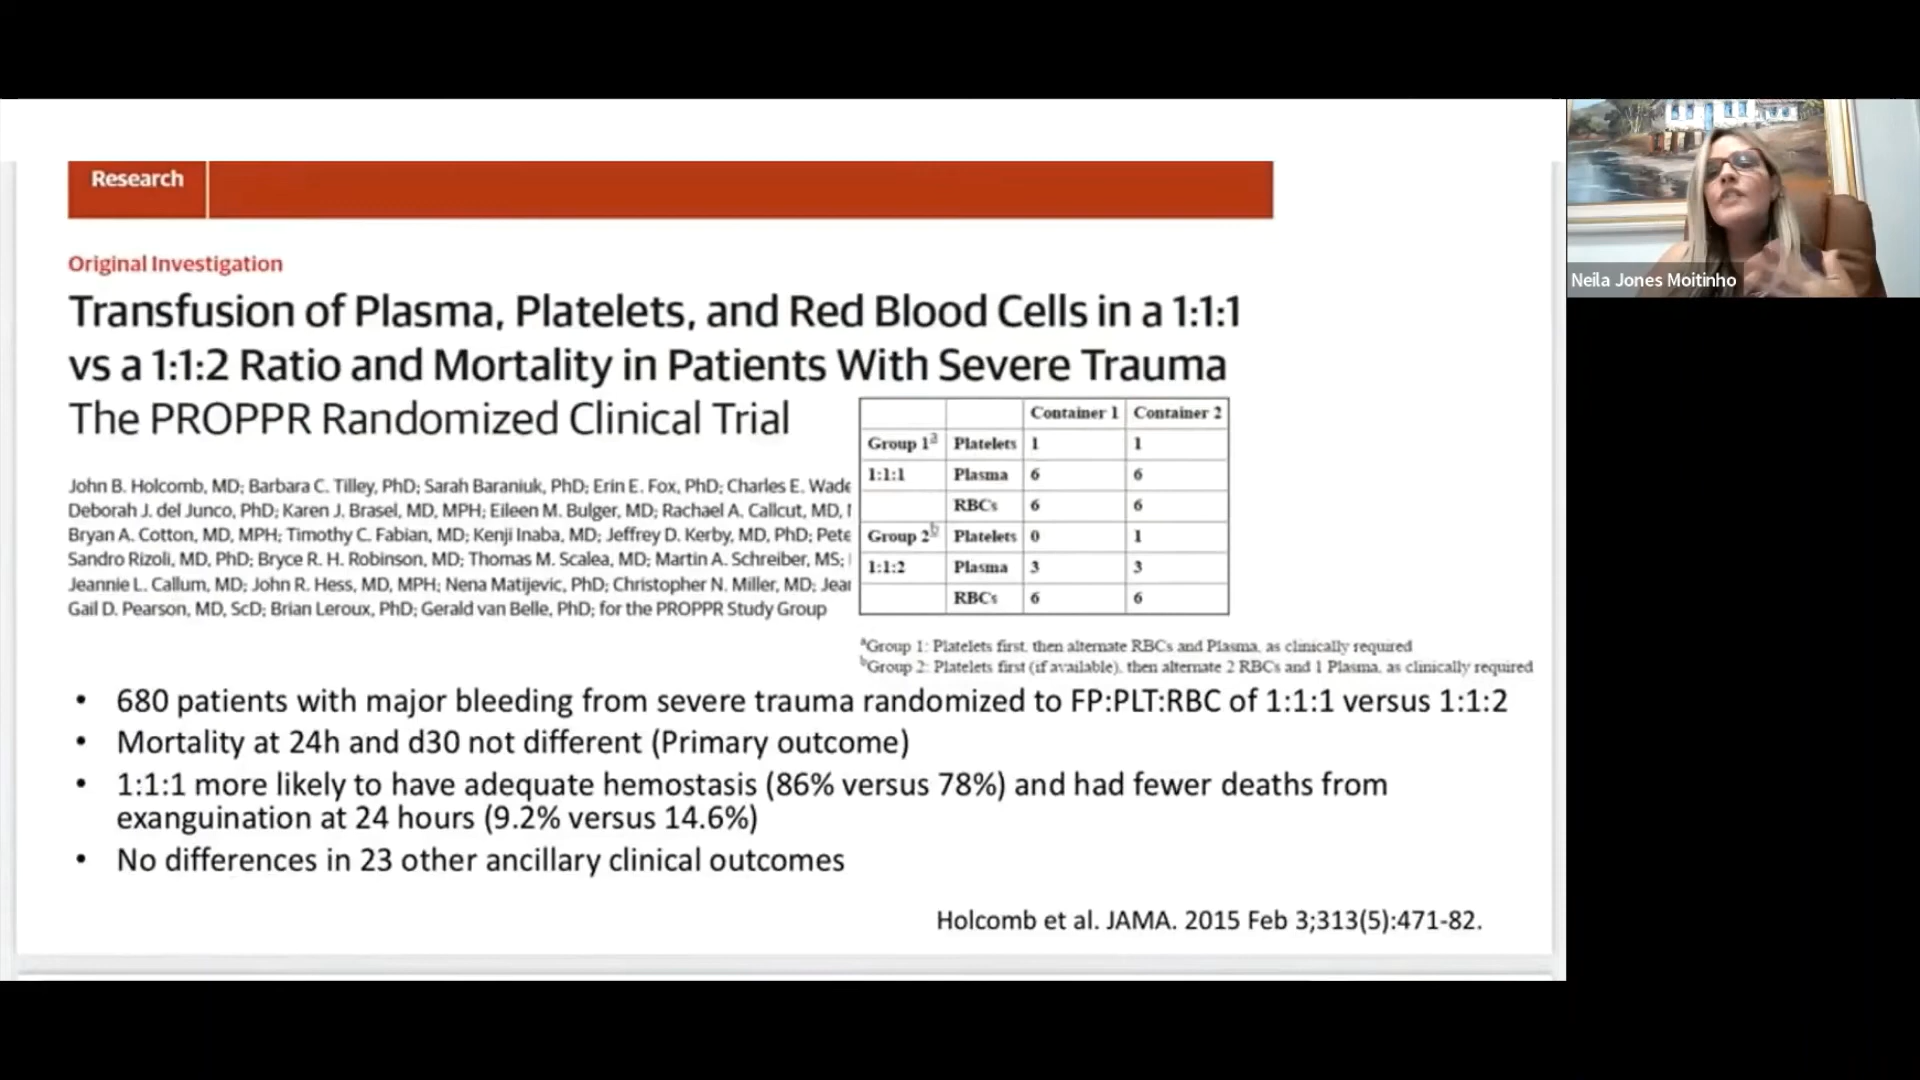 Research
Original Investigation
Transfusion of Plasma, Platelets, and Red Blood Cells in a 1:1:1
vs a 1:1:2 Ratio and Mortality in Patients With Severe Trauma
The PROPPR Randomized Clinical Trial
John B. Holcomb, MD; Barbara C. Tilley, PhD; Sarah Baraniuk, PhD; Erin E. Fox, PhD; Charles E. Wade
Deborah J. del Junco, PhD; Karen J. Brasel, MD, MPH; Eileen M. Bulger, MD; Rachael A. Callcut, MD,
Bryan A. Cotton, MD, MPH; Timothy C. Fabian, MD; Kenji Inaba, MD; Jeffrey D. Kerby, MD, PhD; Pete
Sandro Rizoli, MD, PhD; Bryce R. H. Robinson, MD; Thomas M. Scalea, MD; Martin A. Schreiber, MS;
Jeannie L. Callum, MD; John R. Hess, MD, MPH; Nena Matijevic, PhD; Christopher N. Miller, MD; Jear
Gail D. Pearson, MD, ScD; Brian Leroux, PhD; Gerald van Belle, PhD; for the PROPPR Study Group
Container 1 Container 2
Group 1a Platelets 1 1
1:1:1 Plasma 6 6
RBCs 6 6
Group 2b Platelets 0 1
1:1:2 Plasma 3 3
RBCs 6 6
aGroup 1: Platelets first, then alternate RBCs and Plasma, as clinically required
bGroup 2: Platelets first (if available), then alternate 2 RBCs and 1 Plasma, as clinically required
• 680 patients with major bleeding from severe trauma randomized to FP:PLT:RBC of 1:1:1 versus 1:1:2
• Mortality at 24h and d30 not different (Primary outcome)
• 1:1:1 more likely to have adequate hemostasis (86% versus 78%) and had fewer deaths from
exanguination at 24 hours (9.2% versus 14.6%)
• No differences in 23 other ancillary clinical outcomes
Holcomb et al. JAMA. 2015 Feb 3;313(5):471-82.
Neila Jones Moitinho